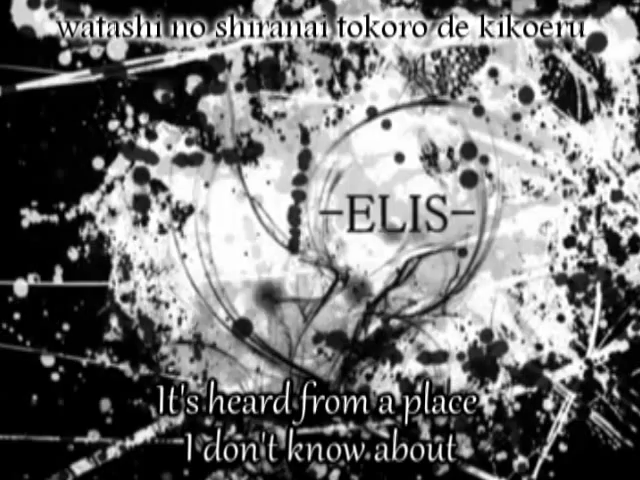 watashi no shiranai tokoro de kikoeru
-ELIS-
It's heard from a place
I don't know about